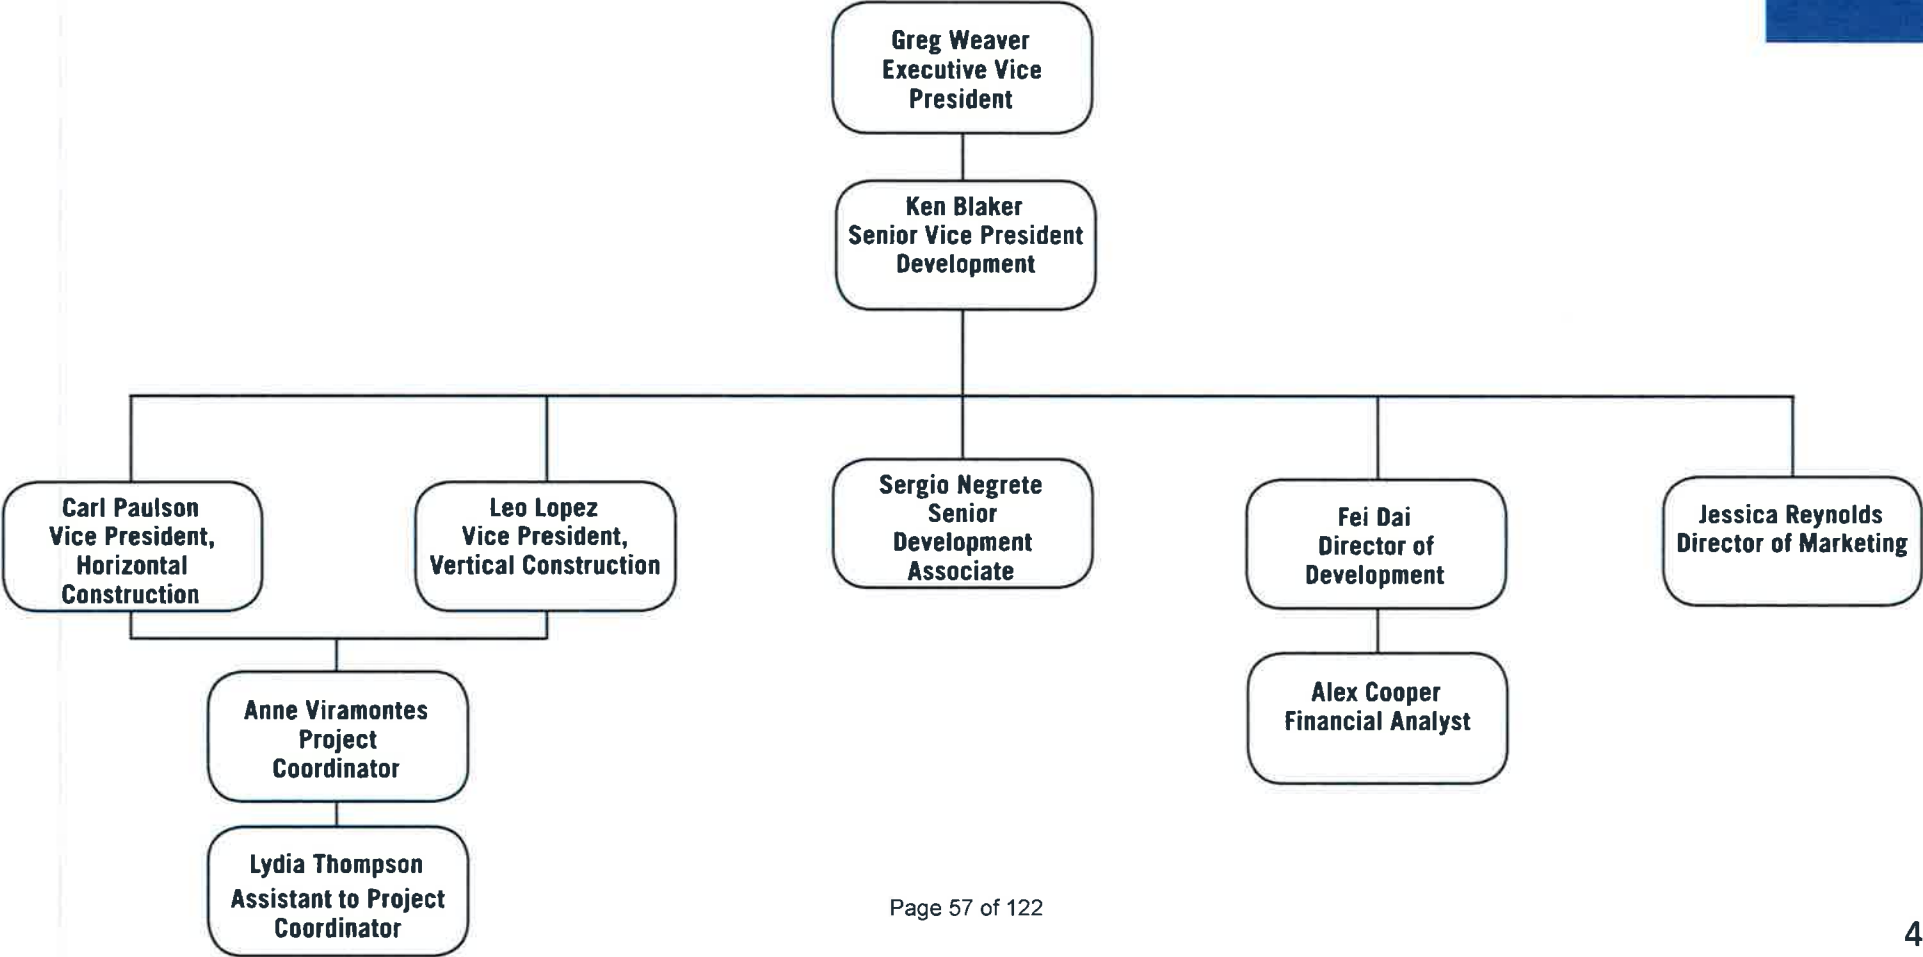 Greg Weaver
Executive Vice
President
Ken Blaker
Senior Vice President
Development
Carl Paulson
Vice President,
Horizontal
Construction
Leo Lopez
Vice President,
Vertical Construction
Sergio Negrete
Senior
Development
Associate
Fei Dai
Director of
Development
Jessica Reynolds
Director of Marketing
Anne Viramontes
Project
Coordinator
Alex Cooper
Financial Analyst
Lydia Thompson
Assistant to Project
Coordinator
Page 57 of 122
4